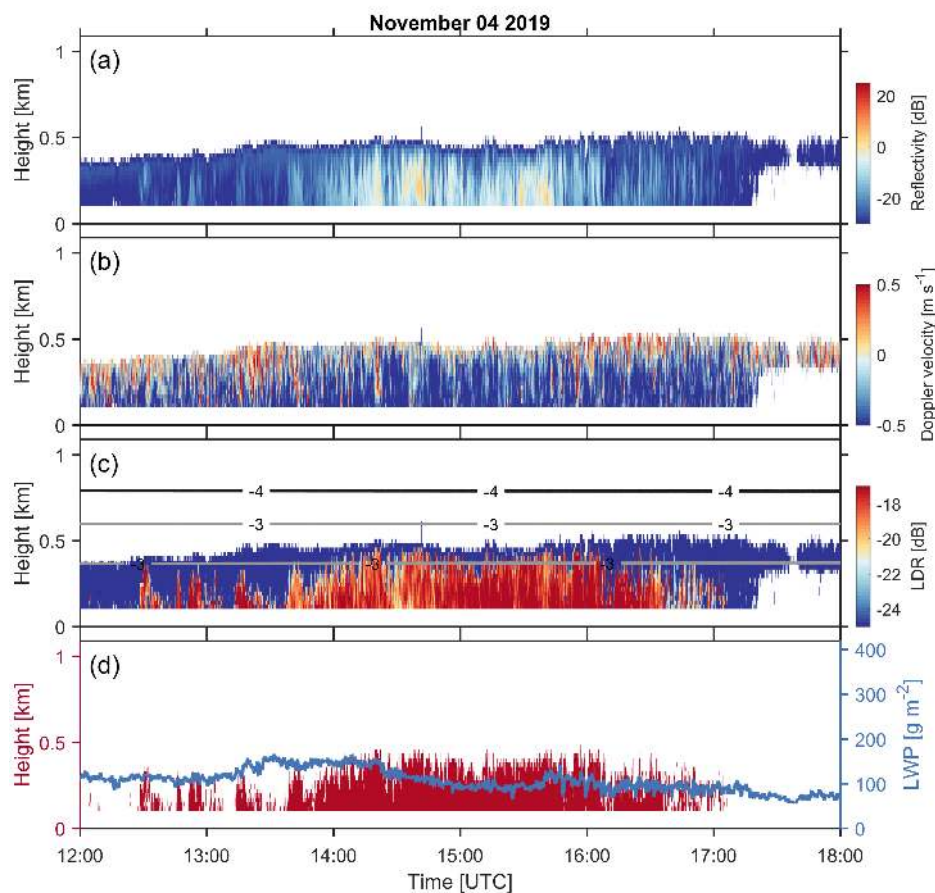 November 04 2019
(a)
Height [km]
1
0.5
0
20
0
-20
Reflectivity [dB]
(b)
Height [km]
1
0.5
0
0.5
0
-0.5
Doppler velocity [m s⁻¹]
(c)
Height [km]
1
0.5
0
-4 -4 -4
-3 -3 -3
-3 -3 -3
-18
-20
-22
-24
LDR [dB]
(d)
Height [km]
1
0.5
0
400
300
200
100
0
LWP [g m⁻²]
12:00 13:00 14:00 15:00 16:00 17:00 18:00
Time [UTC]